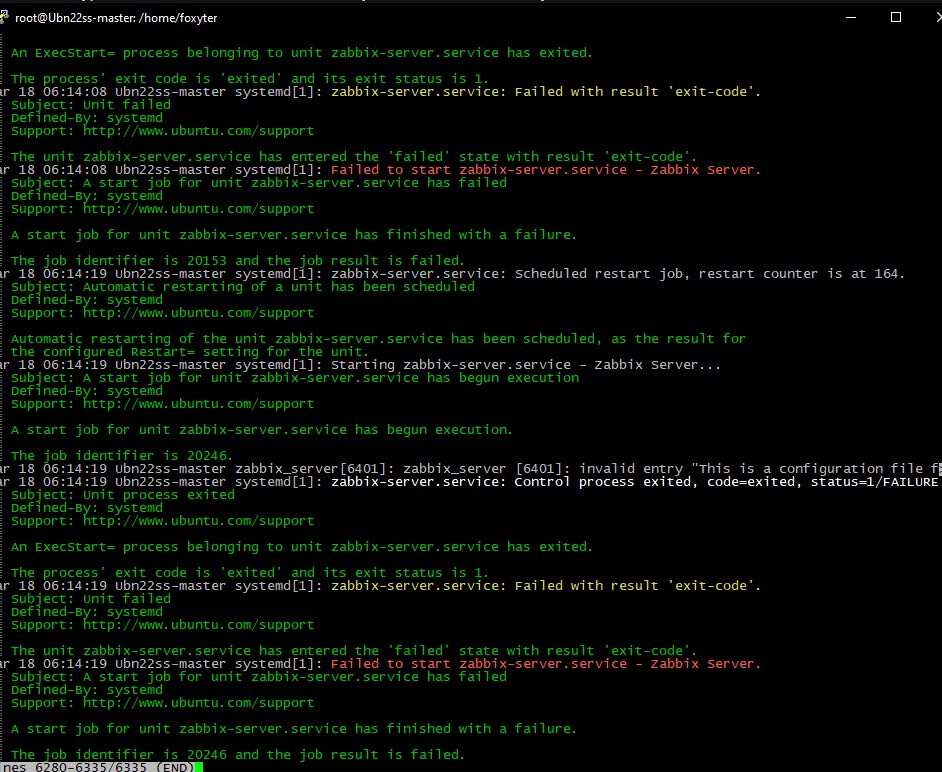 root@Ubn22ss-master: /home/foxyter
An ExecStart= process belonging to unit zabbix-server.service has exited.
The process' exit code is 'exited' and its exit status is 1.
ar 18 06:14:08 Ubn22ss-master systemd[1]: zabbix-server.service: Failed with result 'exit-code'.
Subject: Unit failed
Defined-By: systemd
Support: http://www.ubuntu.com/support
The unit zabbix-server.service has entered the 'failed' state with result 'exit-code'.
ar 18 06:14:08 Ubn22ss-master systemd[1]: Failed to start zabbix-server.service - Zabbix Server.
Subject: A start job for unit zabbix-server.service has failed
Defined-By: systemd
Support: http://www.ubuntu.com/support
A start job for unit zabbix-server.service has finished with a failure.
The job identifier is 20153 and the job result is failed.
ar 18 06:14:19 Ubn22ss-master systemd[1]: zabbix-server.service: Scheduled restart job, restart counter is at 164.
Subject: Automatic restarting of a unit has been scheduled
Defined-By: systemd
Support: http://www.ubuntu.com/support
Automatic restarting of the unit zabbix-server.service has been scheduled, as the result for
the configured Restart= setting for the unit.
ar 18 06:14:19 Ubn22ss-master systemd[1]: Starting zabbix-server.service - Zabbix Server...
Subject: A start job for unit zabbix-server.service has begun execution
Defined-By: systemd
Support: http://www.ubuntu.com/support
A start job for unit zabbix-server.service has begun execution.
The job identifier is 20246.
ar 18 06:14:19 Ubn22ss-master zabbix_server[6401]: zabbix_server [6401]: invalid entry "This is a configuration file f
ar 18 06:14:19 Ubn22ss-master systemd[1]: zabbix-server.service: Control process exited, code=exited, status=1/FAILURE
Subject: Unit process exited
Defined-By: systemd
Support: http://www.ubuntu.com/support
An ExecStart= process belonging to unit zabbix-server.service has exited.
The process' exit code is 'exited' and its exit status is 1.
ar 18 06:14:19 Ubn22ss-master systemd[1]: zabbix-server.service: Failed with result 'exit-code'.
Subject: Unit failed
Defined-By: systemd
Support: http://www.ubuntu.com/support
The unit zabbix-server.service has entered the 'failed' state with result 'exit-code'.
ar 18 06:14:19 Ubn22ss-master systemd[1]: Failed to start zabbix-server.service - Zabbix Server.
Subject: A start job for unit zabbix-server.service has failed
Defined-By: systemd
Support: http://www.ubuntu.com/support
A start job for unit zabbix-server.service has finished with a failure.
The job identifier is 20246 and the job result is failed.
nes 6280-6335/6335 (END)